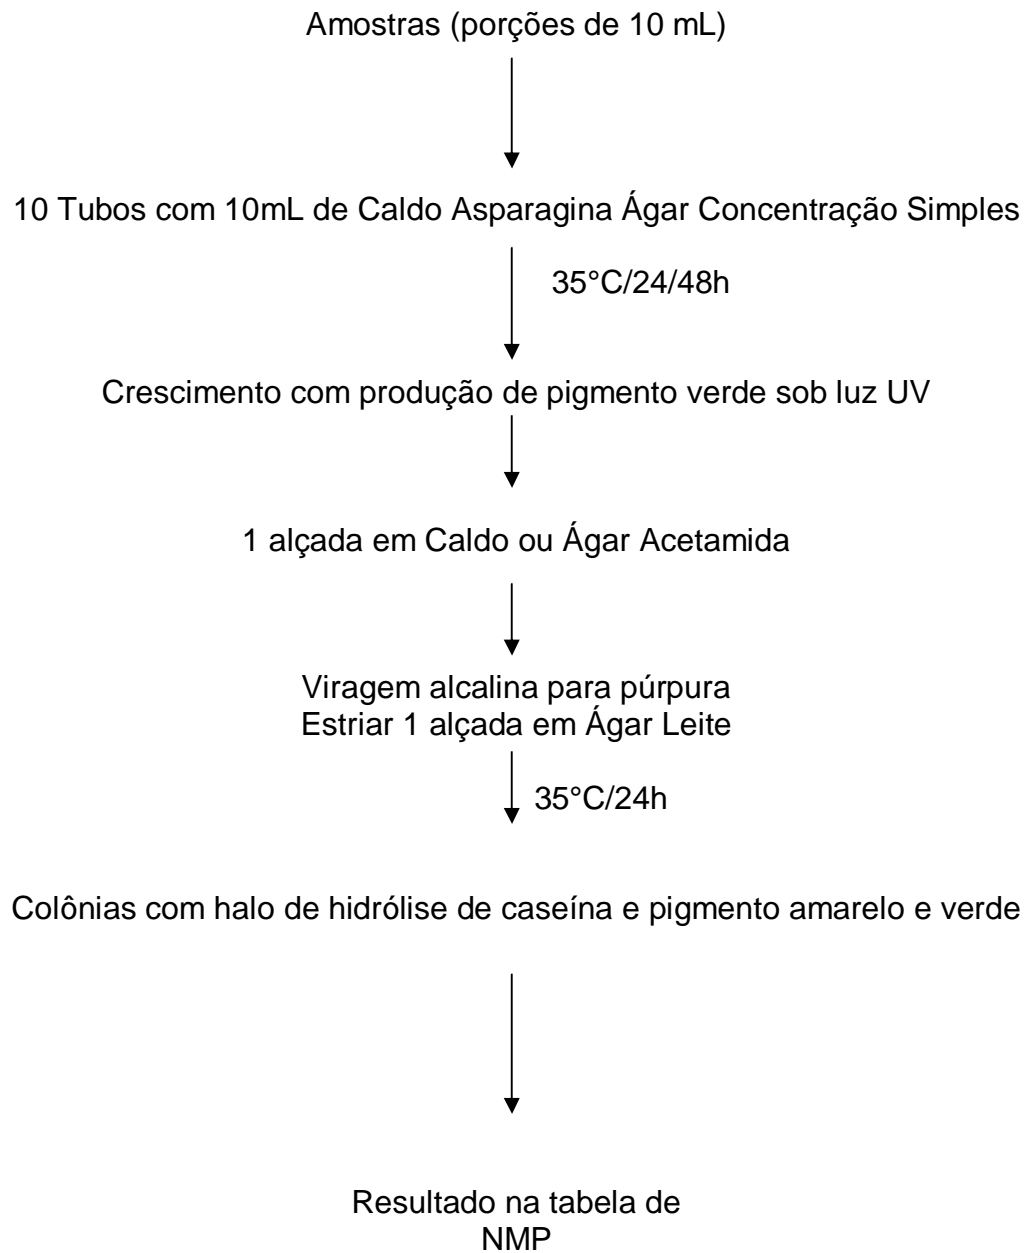 Amostras (porções de 10 mL)
10 Tubos com 10mL de Caldo Asparagina Ágar Concentração Simples
35°C/24/48h
Crescimento com produção de pigmento verde sob luz UV
1 alçada em Caldo ou Ágar Acetamida
Viragem alcalina para púrpura
Estriar 1 alçada em Ágar Leite
35°C/24h
Colônias com halo de hidrólise de caseína e pigmento amarelo e verde
Resultado na tabela de
NMP